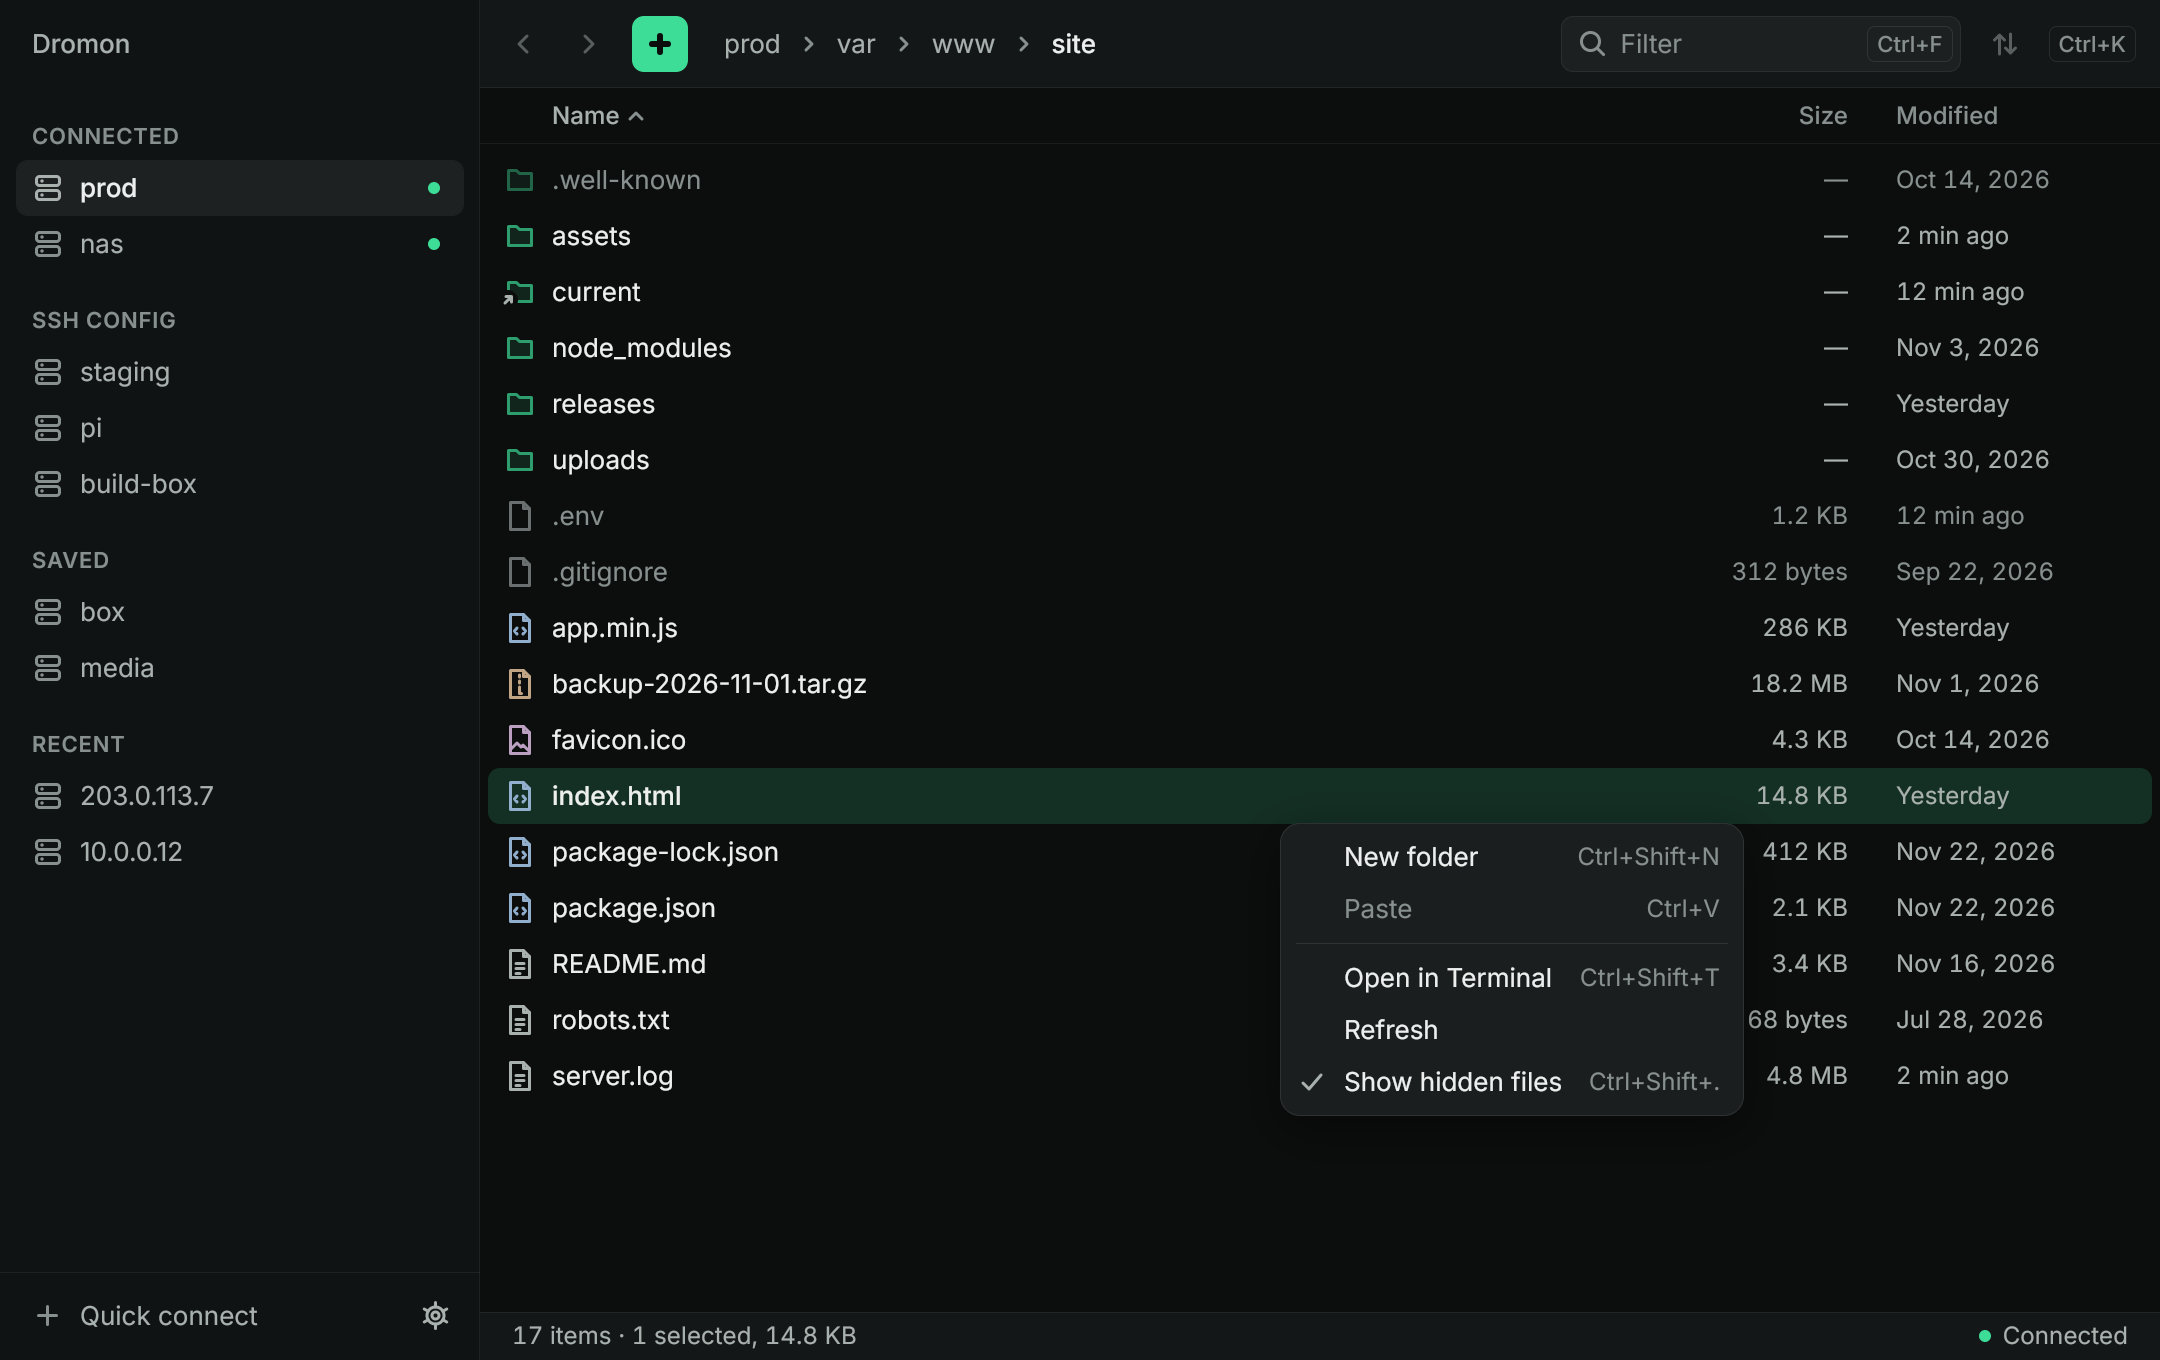 Dromon
CONNECTED
prod
nas
SSH CONFIG
staging
pi
build-box
SAVED
box
media
RECENT
203.0.113.7
10.0.0.12
Quick connect
prod var www site
Filter Ctrl+F Ctrl+K
Name Size Modified
.well-known — Oct 14, 2026
assets — 2 min ago
current — 12 min ago
node_modules — Nov 3, 2026
releases — Yesterday
uploads — Oct 30, 2026
.env 1.2 KB 12 min ago
.gitignore 312 bytes Sep 22, 2026
app.min.js 286 KB Yesterday
backup-2026-11-01.tar.gz 18.2 MB Nov 1, 2026
favicon.ico 4.3 KB Oct 14, 2026
index.html 14.8 KB Yesterday
package-lock.json 412 KB Nov 22, 2026
package.json 2.1 KB Nov 22, 2026
README.md 3.4 KB Nov 16, 2026
robots.txt 68 bytes Jul 28, 2026
server.log 4.8 MB 2 min ago
New folder Ctrl+Shift+N
Paste Ctrl+V
Open in Terminal Ctrl+Shift+T
Refresh
Show hidden files Ctrl+Shift+.
17 items · 1 selected, 14.8 KB
Connected